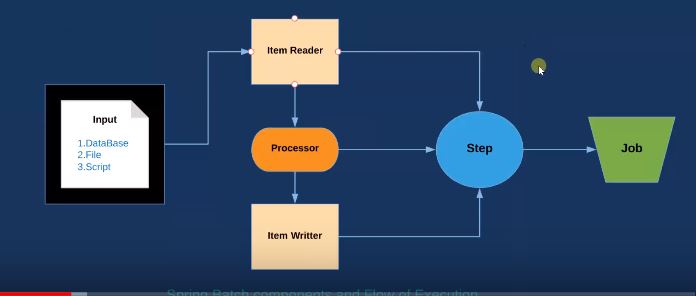 Item Reader
Input
1.DataBase
2.File
3.Script
Processor
Step
Job
Item Writter
Spring Batch components and Flow of Execution